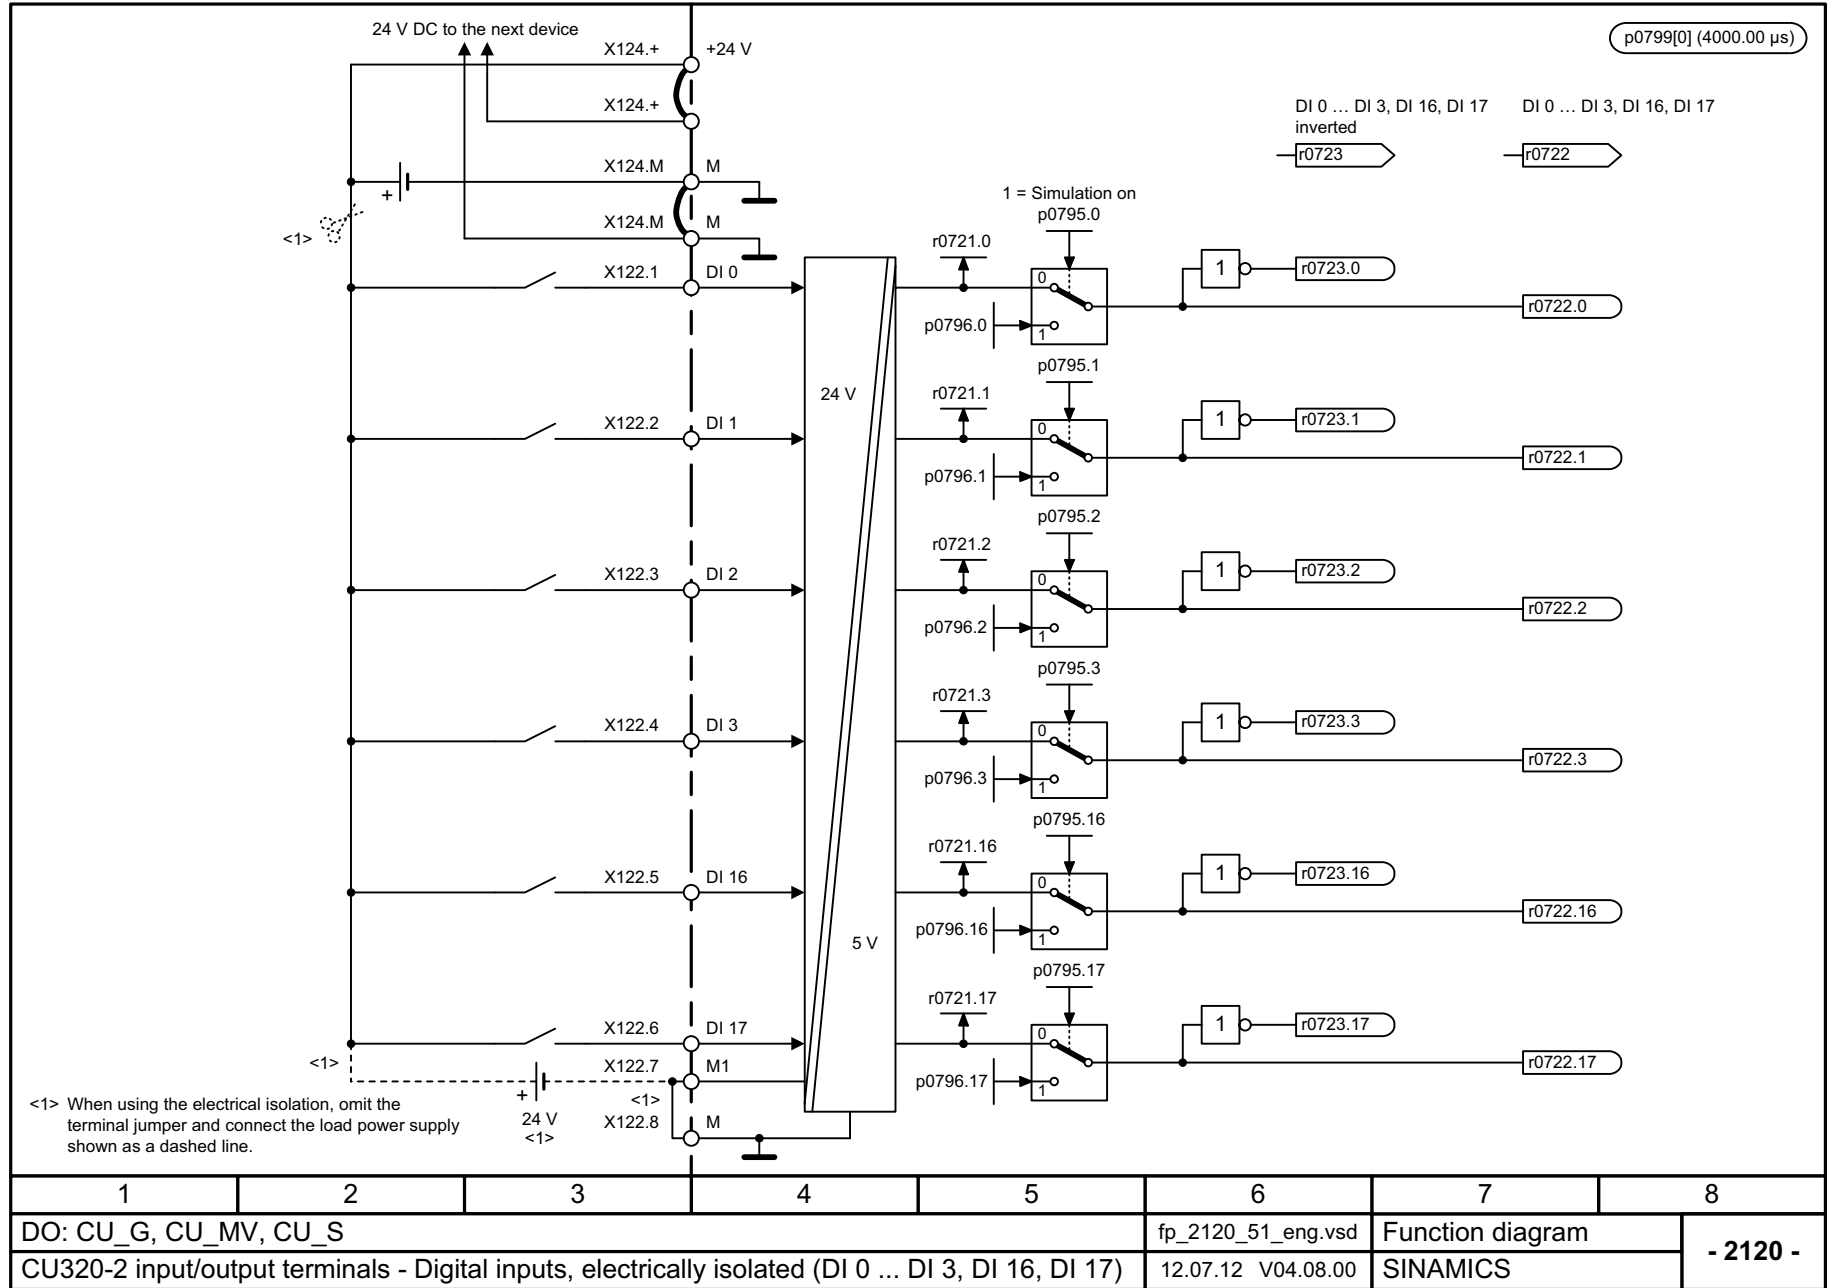 24 V DC to the next device
X124.+
+24 V
p0799[0] (4000.00 µs)
X124.+
DI 0 … DI 3, DI 16, DI 17
inverted
DI 0 … DI 3, DI 16, DI 17
r0723
r0722
X124.M
M
+
X124.M
M
<1>
1 = Simulation on
p0795.0
r0721.0
X122.1
DI 0
0
1
r0723.0
r0722.0
p0796.0
1
p0795.1
24 V
r0721.1
X122.2
DI 1
0
1
r0723.1
r0722.1
p0796.1
1
p0795.2
r0721.2
X122.3
DI 2
0
1
r0723.2
r0722.2
p0796.2
1
p0795.3
r0721.3
X122.4
DI 3
0
1
r0723.3
r0722.3
p0796.3
1
p0795.16
r0721.16
X122.5
DI 16
0
1
r0723.16
r0722.16
p0796.16
1
5 V
p0795.17
r0721.17
X122.6
DI 17
0
1
r0723.17
r0722.17
p0796.17
1
<1>
X122.7
M1
+
24 V
<1>
<1>
X122.8
M
<1> When using the electrical isolation, omit the
terminal jumper and connect the load power supply
shown as a dashed line.
1 2 3 4 5 6 7 8
DO: CU_G, CU_MV, CU_S
fp_2120_51_eng.vsd
Function diagram
- 2120 -
CU320-2 input/output terminals - Digital inputs, electrically isolated (DI 0 ... DI 3, DI 16, DI 17)
12.07.12 V04.08.00
SINAMICS